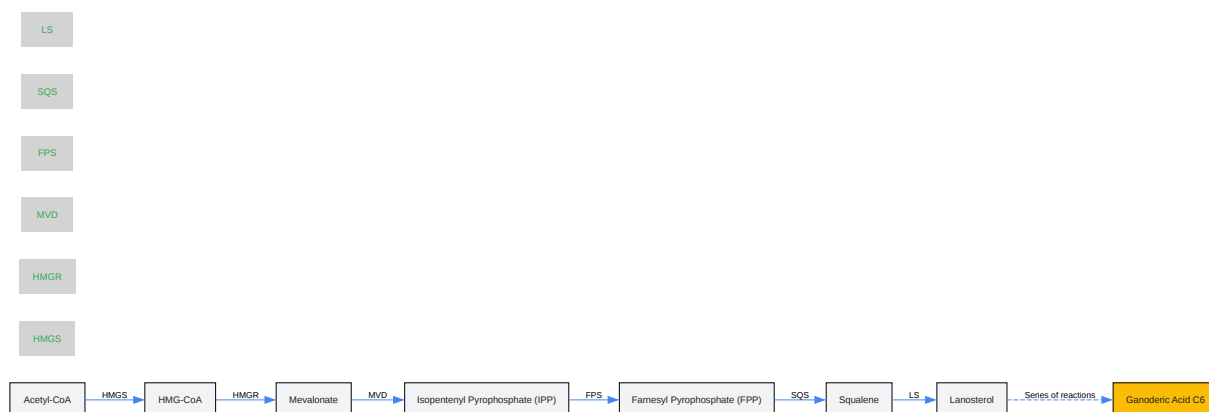 LS
SQS
FPS
MVD
HMGR
HMGS
Acetyl-CoA HMGS HMG-CoA HMGR Mevalonate MVD Isopentenyl Pyrophosphate (IPP) FPS Farnesyl Pyrophosphate (FPP) SQS Squalene LS Lanosterol Series of reactions Ganoderic Acid C6